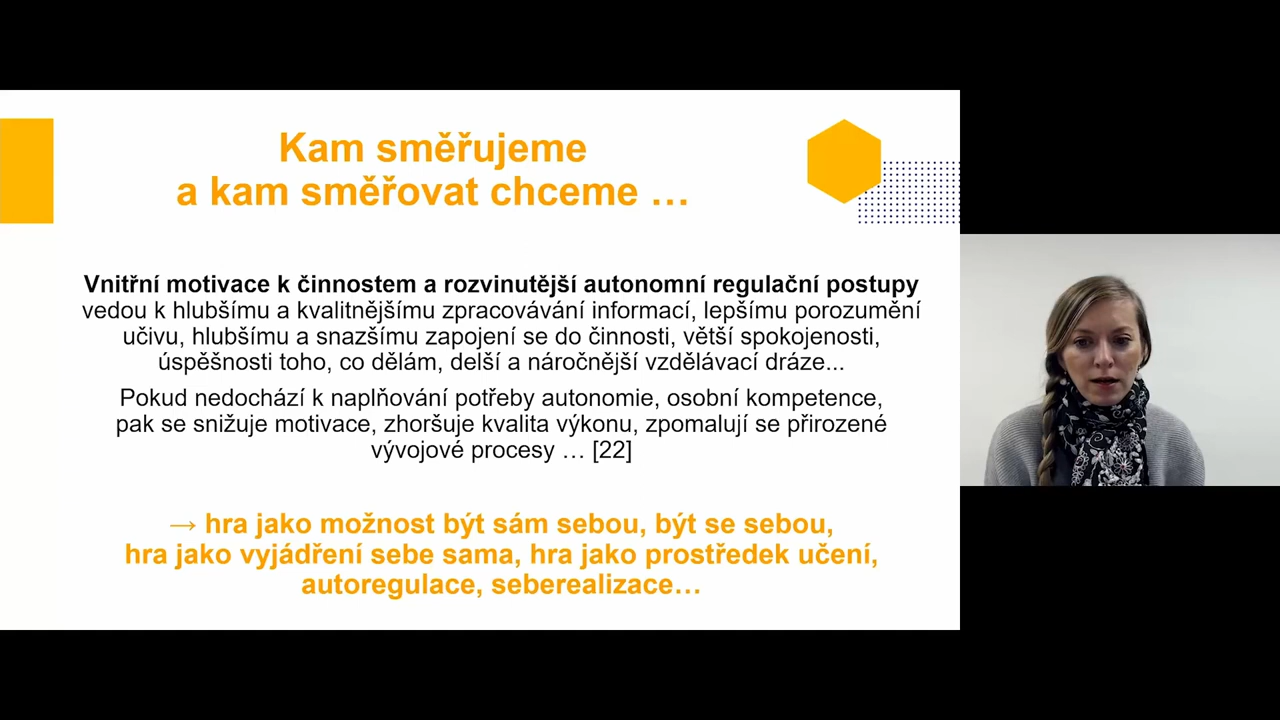 Kam směřujeme
a kam směřovat chceme …
Vnitřní motivace k činnostem a rozvinutější autonomní regulační postupy
vedou k hlubšímu a kvalitnějšímu zpracovávání informací, lepšímu porozumění
učivu, hlubšímu a snazšímu zapojení se do činnosti, větší spokojenosti,
úspěšnosti toho, co dělám, delší a náročnější vzdělávací dráze...
Pokud nedochází k naplňování potřeby autonomie, osobní kompetence,
pak se snižuje motivace, zhoršuje kvalita výkonu, zpomalují se přirozené
vývojové procesy … [22]
→ hra jako možnost být sám sebou, být se sebou,
hra jako vyjádření sebe sama, hra jako prostředek učení,
autoregulace, seberealizace…